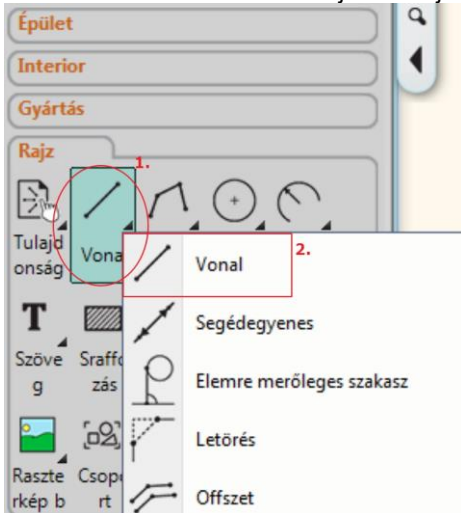 Épület
Interior
Gyártás
Rajz
1.
Tulajd
onság
Vona
Vonal
2.
Segédegyenes
Szöve
g
Sraffo
zás
Elemre merőleges szakasz
Letörés
Raszte
rkép b
Csopo
rt
Offszet